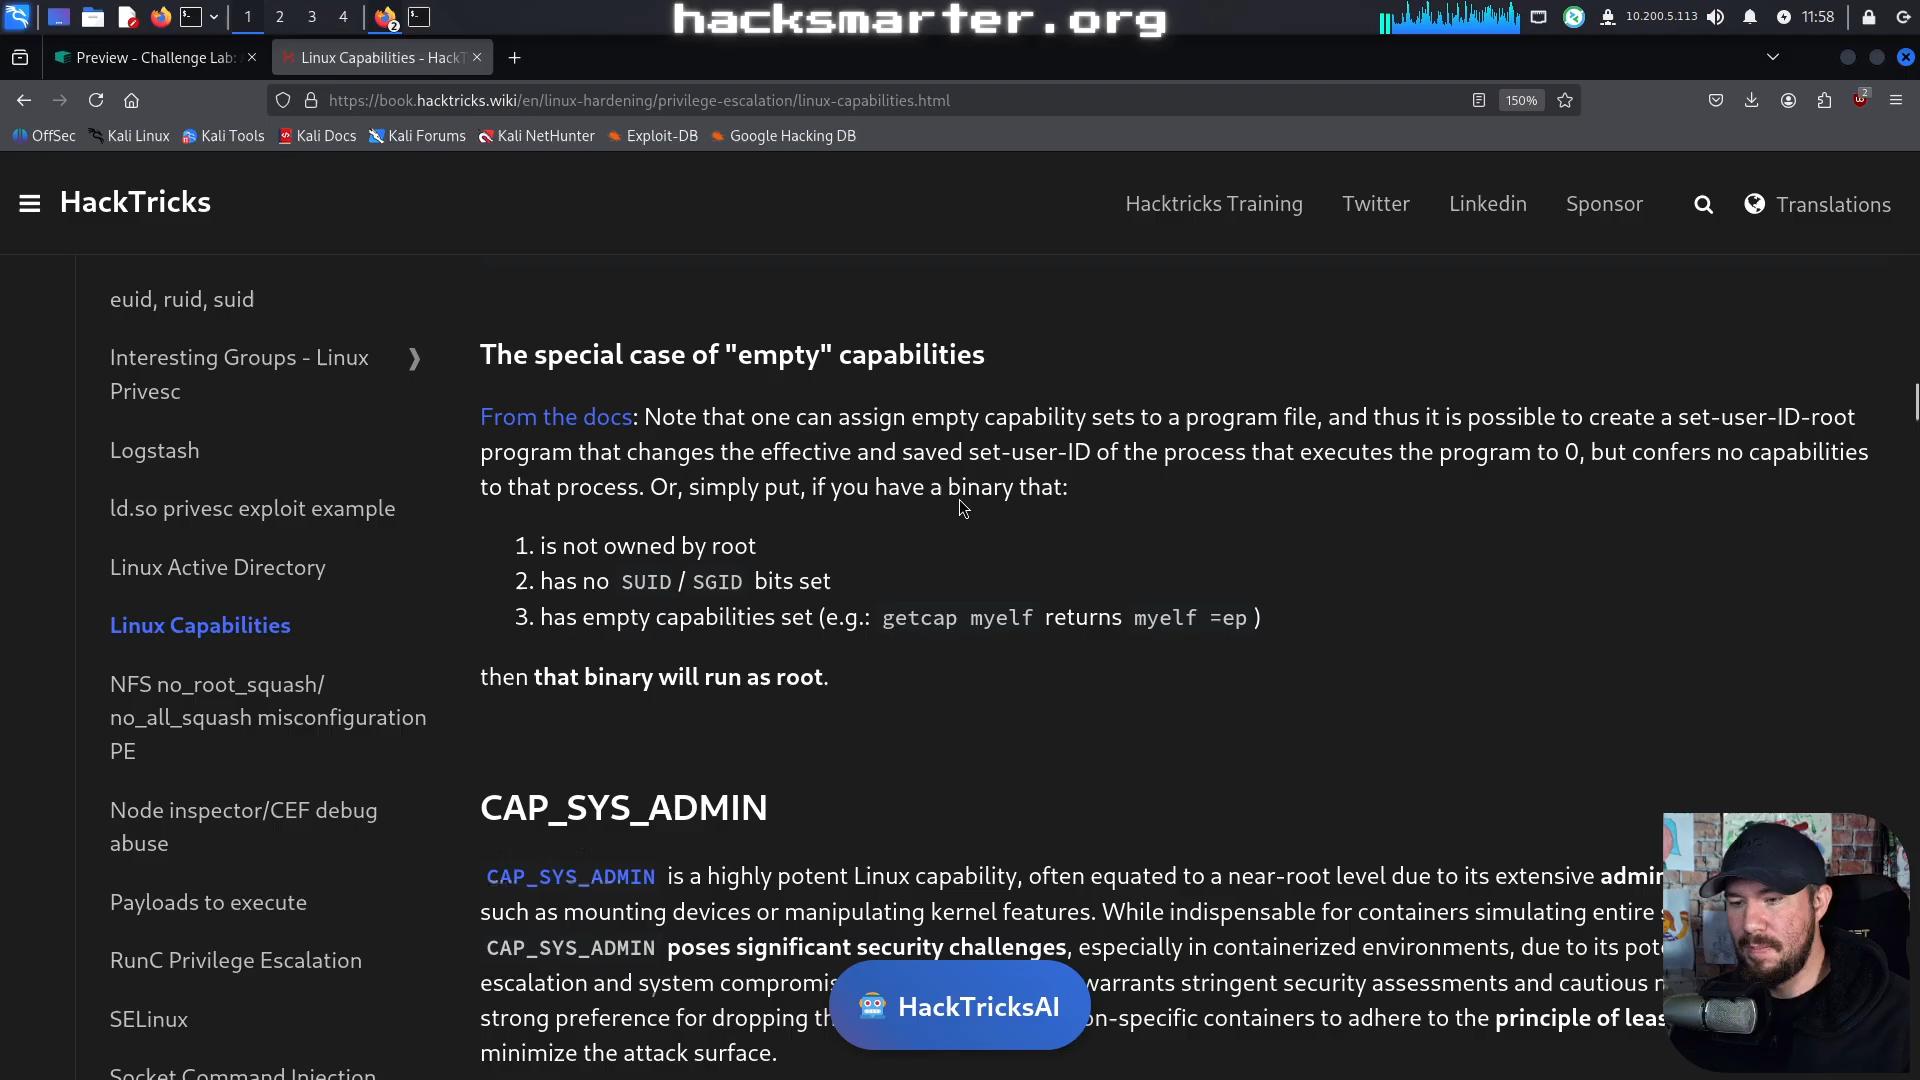 1 2 3 4
2
hacksmarter.org
10.200.5.113
11:58
Preview - Challenge Lab:
Linux Capabilities - HackT
https://book.hacktricks.wiki/en/linux-hardening/privilege-escalation/linux-capabilities.html
150%
2
OffSec Kali Linux Kali Tools Kali Docs Kali Forums Kali NetHunter Exploit-DB Google Hacking DB
HackTricks
Hacktricks Training Twitter Linkedin Sponsor Translations
euid, ruid, suid
Interesting Groups - Linux
Privesc
Logstash
ld.so privesc exploit example
Linux Active Directory
Linux Capabilities
NFS no_root_squash/
no_all_squash misconfiguration
PE
Node inspector/CEF debug
abuse
Payloads to execute
RunC Privilege Escalation
SELinux
Socket Command Injection
The special case of "empty" capabilities
From the docs: Note that one can assign empty capability sets to a program file, and thus it is possible to create a set-user-ID-root
program that changes the effective and saved set-user-ID of the process that executes the program to 0, but confers no capabilities
to that process. Or, simply put, if you have a binary that:
1. is not owned by root
2. has no SUID / SGID bits set
3. has empty capabilities set (e.g.: getcap myelf returns myelf =ep )
then that binary will run as root.
CAP_SYS_ADMIN
CAP_SYS_ADMIN is a highly potent Linux capability, often equated to a near-root level due to its extensive admin
such as mounting devices or manipulating kernel features. While indispensable for containers simulating entire
CAP_SYS_ADMIN poses significant security challenges, especially in containerized environments, due to its pote
escalation and system compromis warrants stringent security assessments and cautious
strong preference for dropping th on-specific containers to adhere to the principle of leas
minimize the attack surface.
HackTricksAI